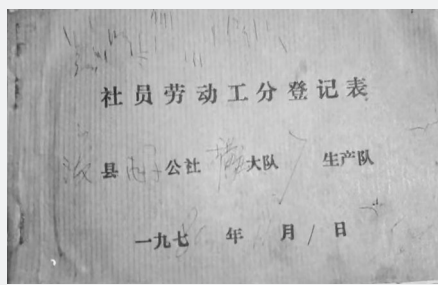 社员劳动工分登记表
县 公社 大队 生产队
一九七 年 月 日